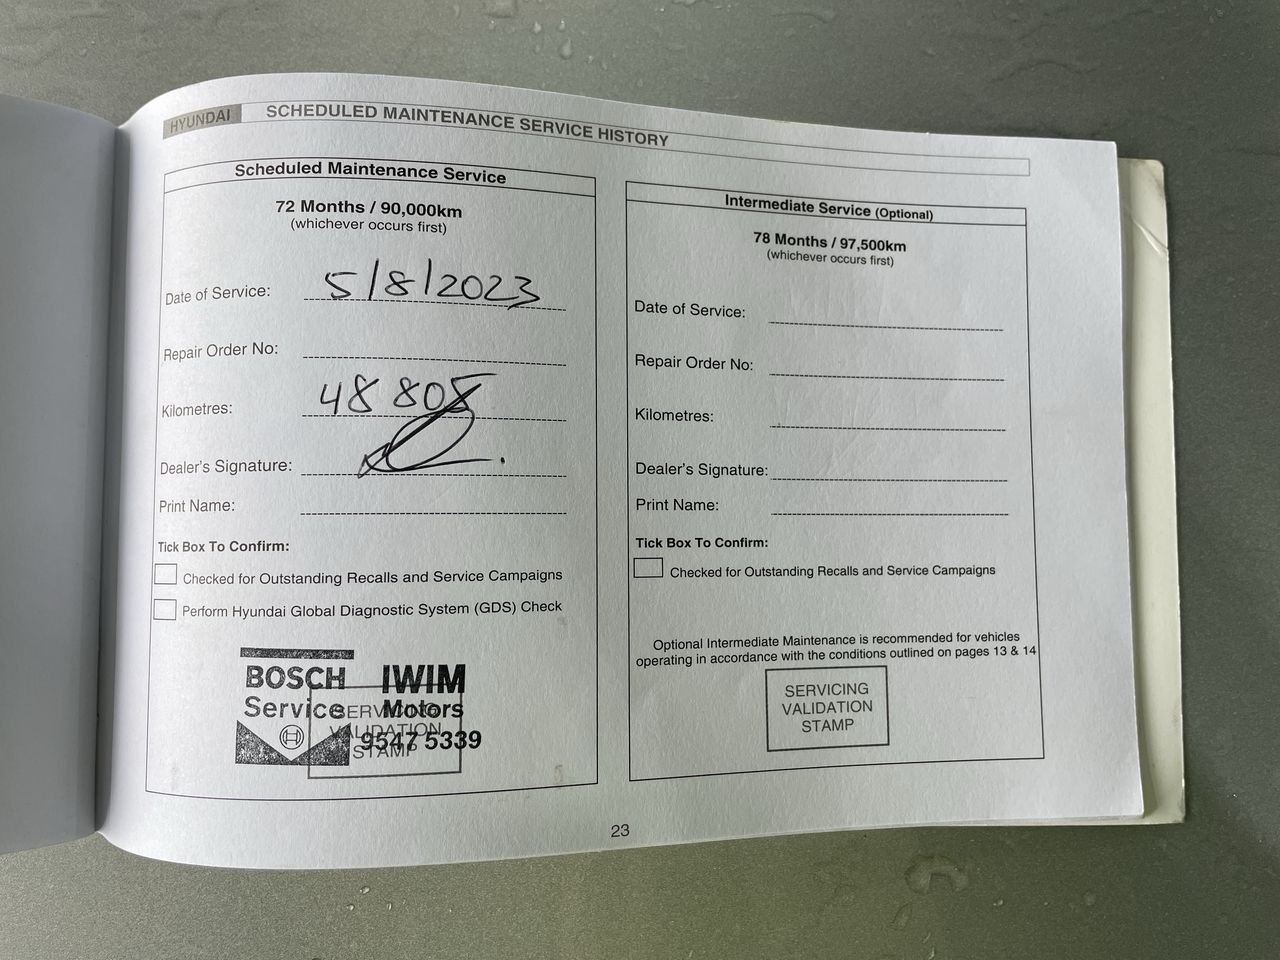 HYUNDAI SCHEDULED MAINTENANCE SERVICE HISTORY
Scheduled Maintenance Service
72 Months / 90,000km
(whichever occurs first)
Date of Service: 5/8/2023
Repair Order No:
Kilometres: 48 805
Dealer's Signature:
Print Name:
Tick Box To Confirm:
Checked for Outstanding Recalls and Service Campaigns
Perform Hyundai Global Diagnostic System (GDS) Check
BOSCH IWIM
Service Motors
9547 5339
SERVICING
VALIDATION
STAMP
Intermediate Service (Optional)
78 Months / 97,500km
(whichever occurs first)
Date of Service:
Repair Order No:
Kilometres:
Dealer's Signature:
Print Name:
Tick Box To Confirm:
Checked for Outstanding Recalls and Service Campaigns
Optional Intermediate Maintenance is recommended for vehicles
operating in accordance with the conditions outlined on pages 13 & 14
SERVICING
VALIDATION
STAMP
23